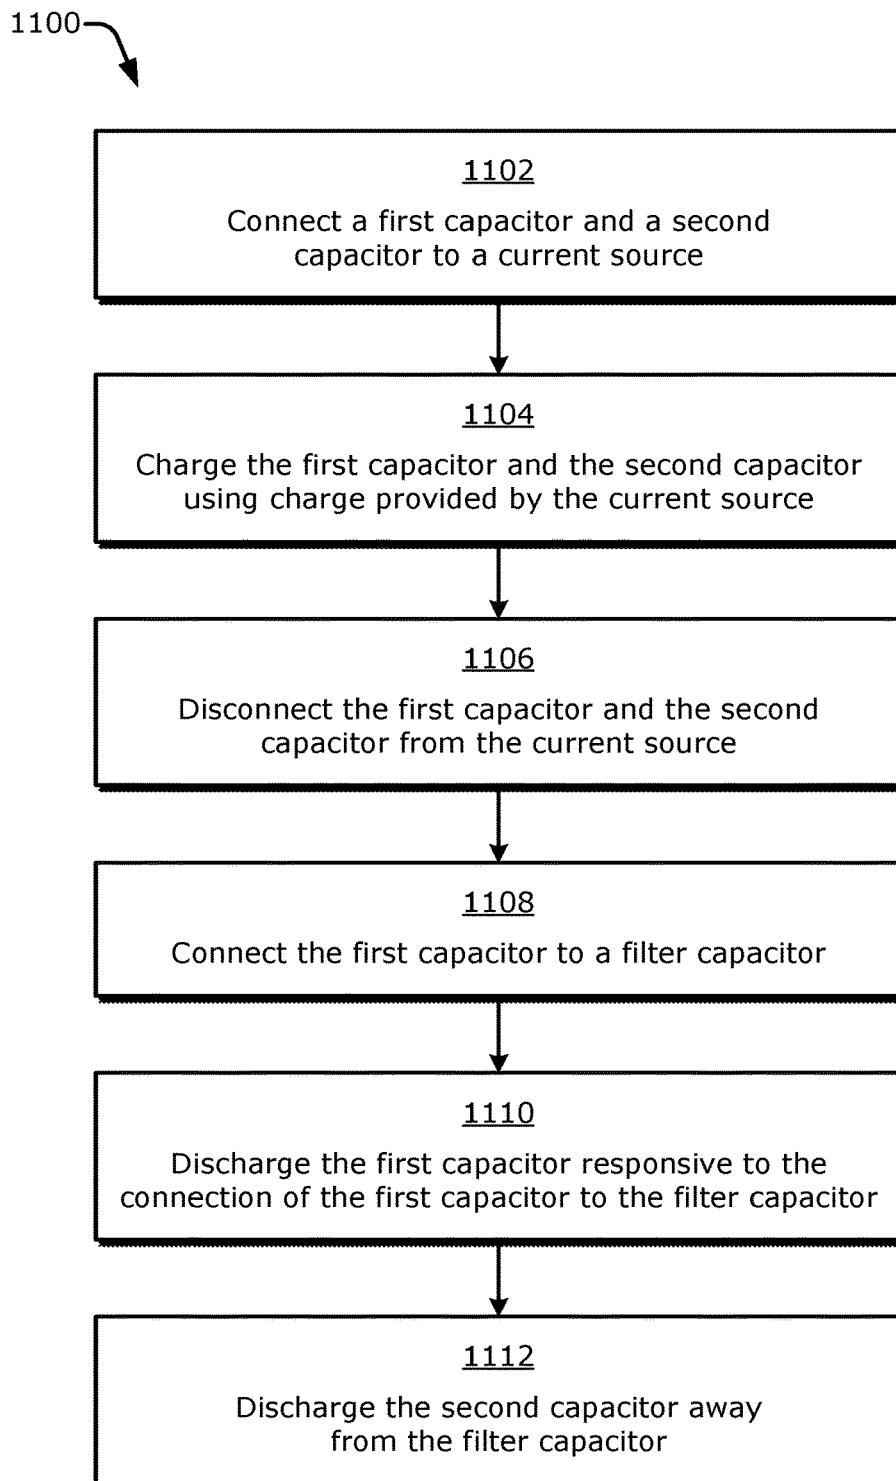 1100
1102
Connect a first capacitor and a second
capacitor to a current source
1104
Charge the first capacitor and the second capacitor
using charge provided by the current source
1106
Disconnect the first capacitor and the second
capacitor from the current source
1108
Connect the first capacitor to a filter capacitor
1110
Discharge the first capacitor responsive to the
connection of the first capacitor to the filter capacitor
1112
Discharge the second capacitor away
from the filter capacitor